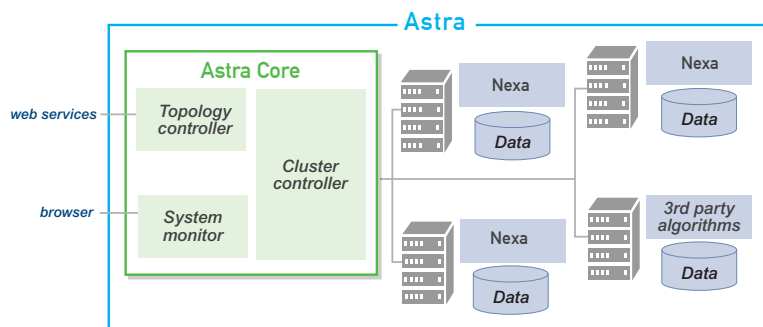 Astra
Astra Core
web services
Topology
controller
Cluster
controller
browser
System
monitor
Nexa
Data
Nexa
Data
Nexa
Data
3rd party
algorithms
Data